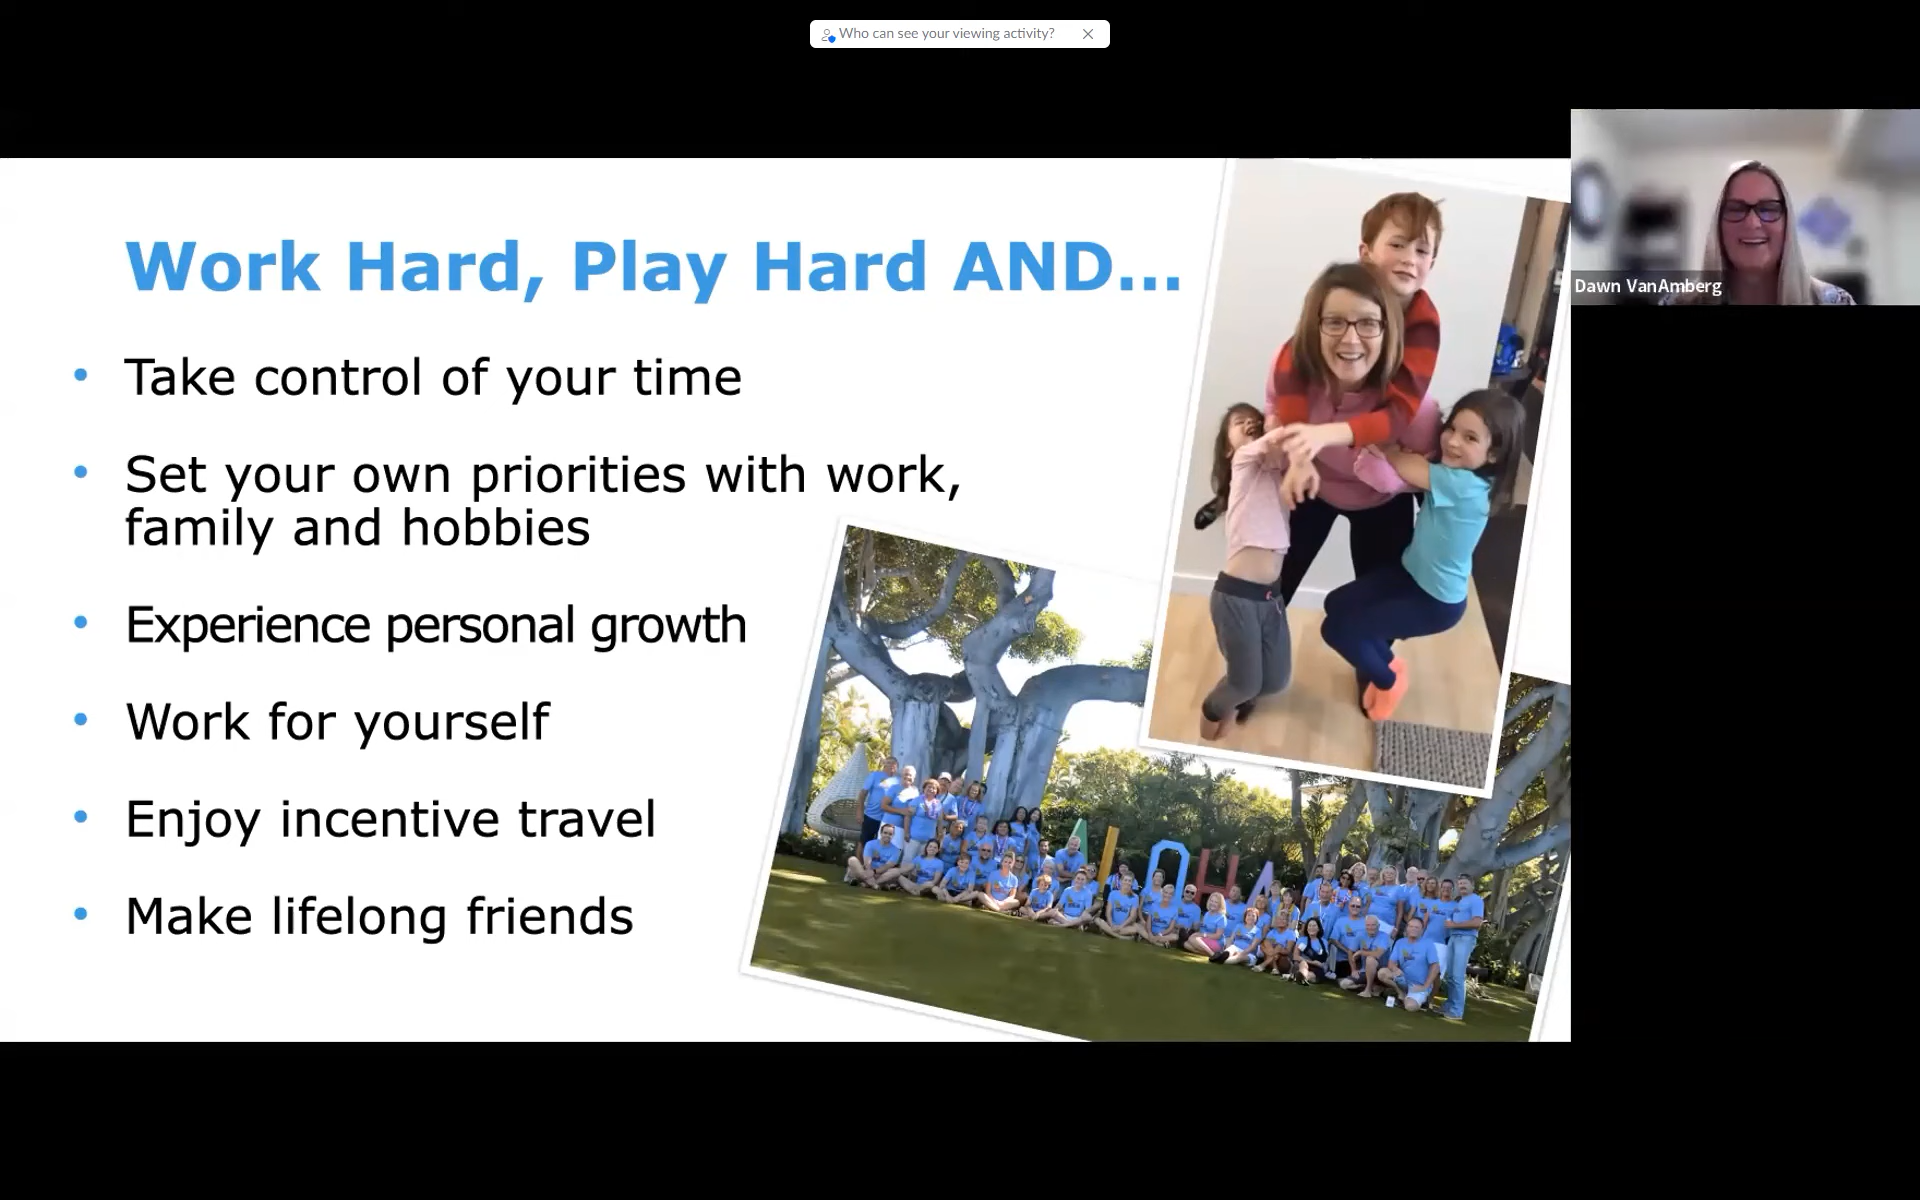 Who can see your viewing activity?
Work Hard, Play Hard AND...
Dawn VanAmberg
• Take control of your time
• Set your own priorities with work,
family and hobbies
• Experience personal growth
• Work for yourself
• Enjoy incentive travel
• Make lifelong friends
ALOHA